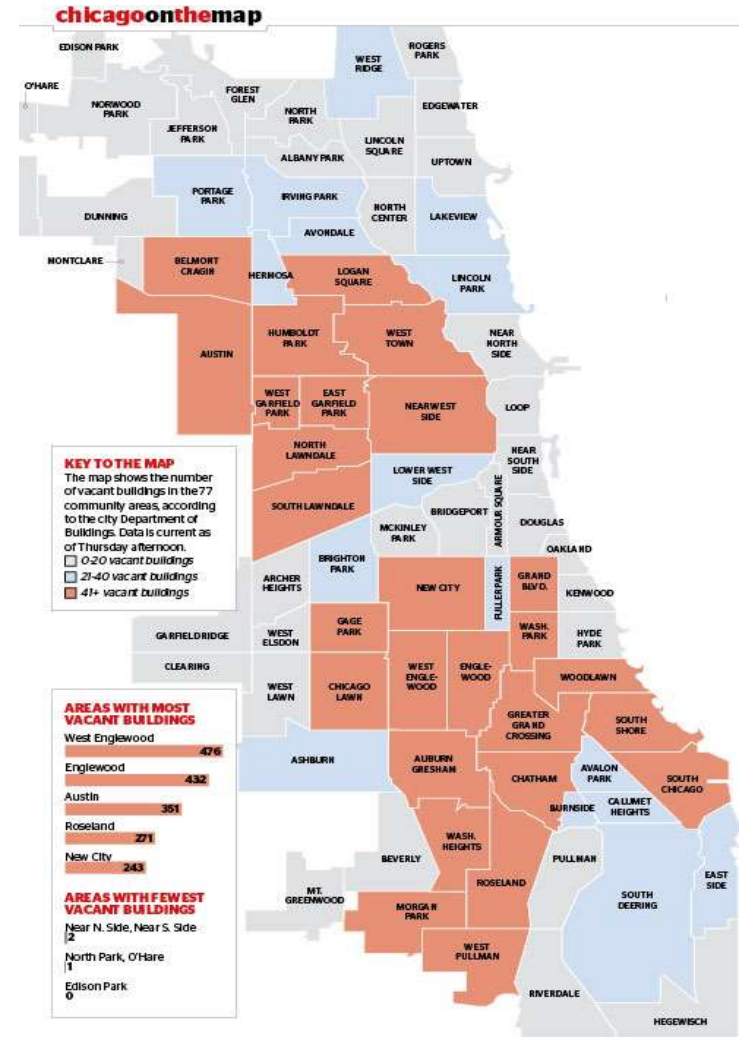 chicagoonthemap
EDISON PARK
ROGERS
PARK
WEST
RIDGE
O'HARE
FOREST
GLEN
NORWOOD
PARK
NORTH
PARK
EDGEWATER
JEFFERSON
PARK
LINCOLN
SQUARE
ALBANY PARK
UPTOWN
PORTAGE
PARK
IRVING PARK
NORTH
CENTER
LAKEVIEW
DUNNING
AVONDALE
MONTCLARE
BELMONT
CRAGIN
HERMOSA
LOGAN
SQUARE
LINCOLN
PARK
HUMBOLDT
PARK
WEST
TOWN
NEAR
NORTH
SIDE
AUSTIN
WEST
GARFIELD
PARK
EAST
GARFIELD
PARK
NEAR WEST
SIDE
LOOP
NORTH
LAWNDALE
NEAR
SOUTH
SIDE
LOWER WEST
SIDE
SOUTH LAWNDALE
ARMOUR SQUARE
BRIDGEPORT
MCKINLEY
PARK
DOUGLAS
OAKLAND
KEY TO THE MAP
The map shows the number
of vacant buildings in the 77
community areas, according
to the city Department of
Buildings. Data is current as
of Thursday afternoon.
0-20 vacant buildings
21-40 vacant buildings
41+ vacant buildings
BRIGHTON
PARK
ARCHER
HEIGHTS
NEW CITY
FULLER PARK
GRAND
BLVD.
KENWOOD
GAGE
PARK
WASH.
PARK
HYDE
PARK
GARFIELD RIDGE
WEST
ELSDON
CLEARING
WEST
LAWN
CHICAGO
LAWN
WEST
ENGLE-
WOOD
ENGLE-
WOOD
WOODLAWN
GREATER
GRAND
CROSSING
SOUTH
SHORE
AREAS WITH MOST
VACANT BUILDINGS
West Englewood
476
Englewood
432
Austin
351
Roseland
271
New City
243
AREAS WITH FEWEST
VACANT BUILDINGS
Near N. Side, Near S. Side
2
North Park, O'Hare
1
Edison Park
0
ASHBURN
AUBURN
GRESHAM
CHATHAM
AVALON
PARK
SOUTH
CHICAGO
BURNSIDE
CALUMET
HEIGHTS
WASH.
HEIGHTS
BEVERLY
PULLMAN
EAST
SIDE
MT.
GREENWOOD
ROSELAND
SOUTH
DEERING
MORGAN
PARK
WEST
PULLMAN
RIVERDALE
HEGEWISCH